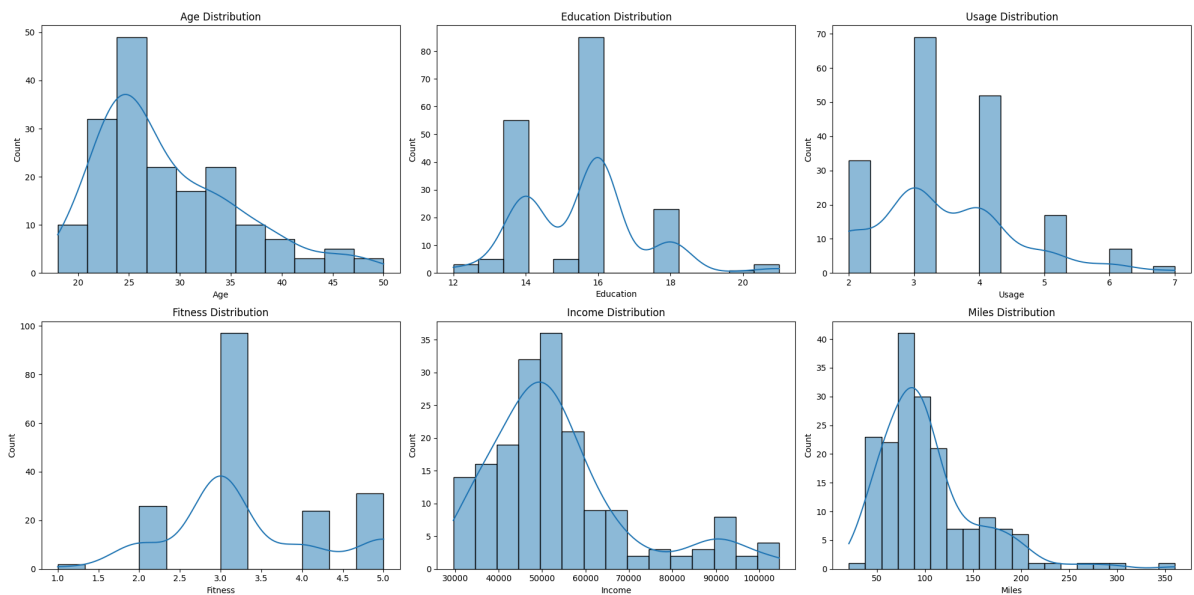 Age Distribution
Count
50
40
30
20
10
0
20 25 30 35 40 45 50
Age
Education Distribution
Count
80
70
60
50
40
30
20
10
0
12 14 16 18 20
Education
Usage Distribution
Count
70
60
50
40
30
20
10
0
2 3 4 5 6 7
Usage
Fitness Distribution
Count
100
80
60
40
20
0
1.0 1.5 2.0 2.5 3.0 3.5 4.0 4.5 5.0
Fitness
Income Distribution
Count
35
30
25
20
15
10
5
0
30000 40000 50000 60000 70000 80000 90000 100000
Income
Miles Distribution
Count
40
35
30
25
20
15
10
5
0
50 100 150 200 250 300 350
Miles